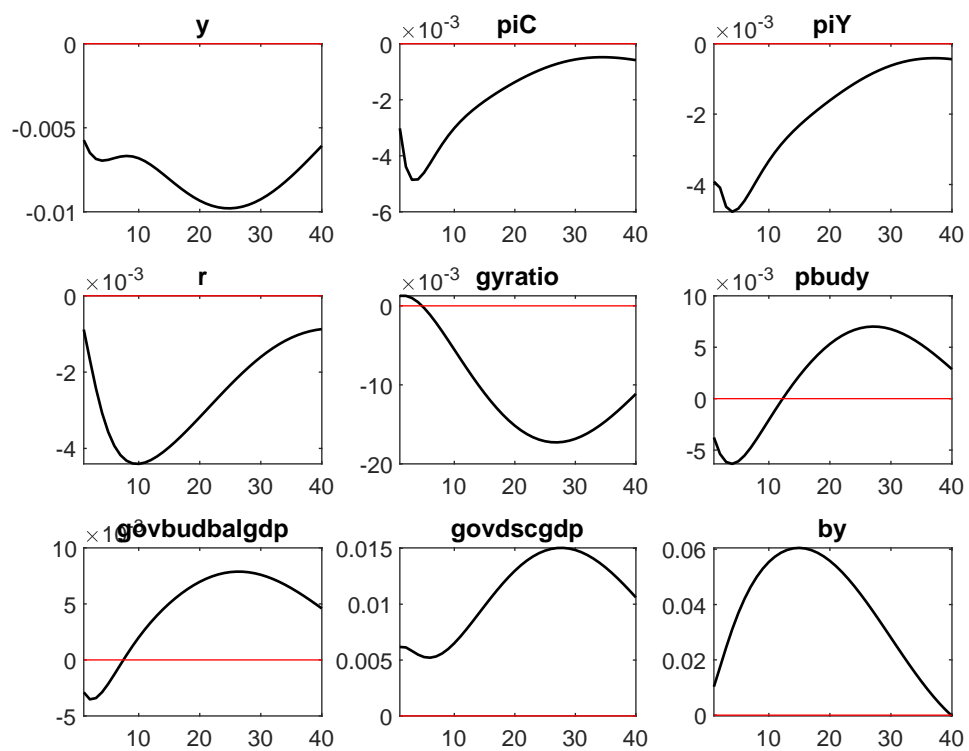 y piC piY
×10⁻³ ×10⁻³
0 0 0
-0.005 -2 -2
-4 -4
-0.01 -6
10 20 30 40 10 20 30 40 10 20 30 40
r gyratio pbudy
×10⁻³ ×10⁻³ ×10⁻³
0 0 10
5
-2 -10 0
-4 -20 -5
10 20 30 40 10 20 30 40 10 20 30 40
govbudbalgdp govdscgdp by
×10⁻³
10 0.015 0.06
5 0.01 0.04
0 0.005 0.02
-5 0 0
10 20 30 40 10 20 30 40 10 20 30 40